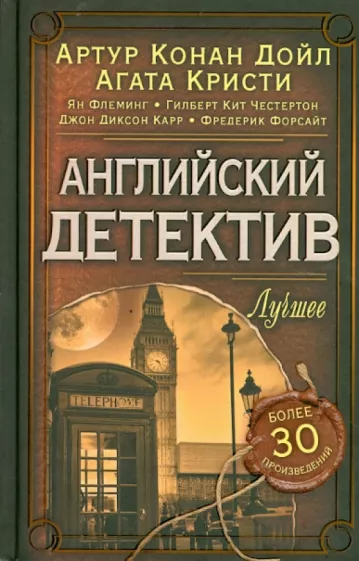 Артур Конан Дойл
Агата Кристи
Ян Флеминг • Гилберт Кит Честертон
Джон Диксон Карр • Фредерик Форсайт
АНГЛИЙСКИЙ
ДЕТЕКТИВ
Лучшее
TELEPHONE
БОЛЕЕ
30
ПРОИЗВЕДЕНИЙ